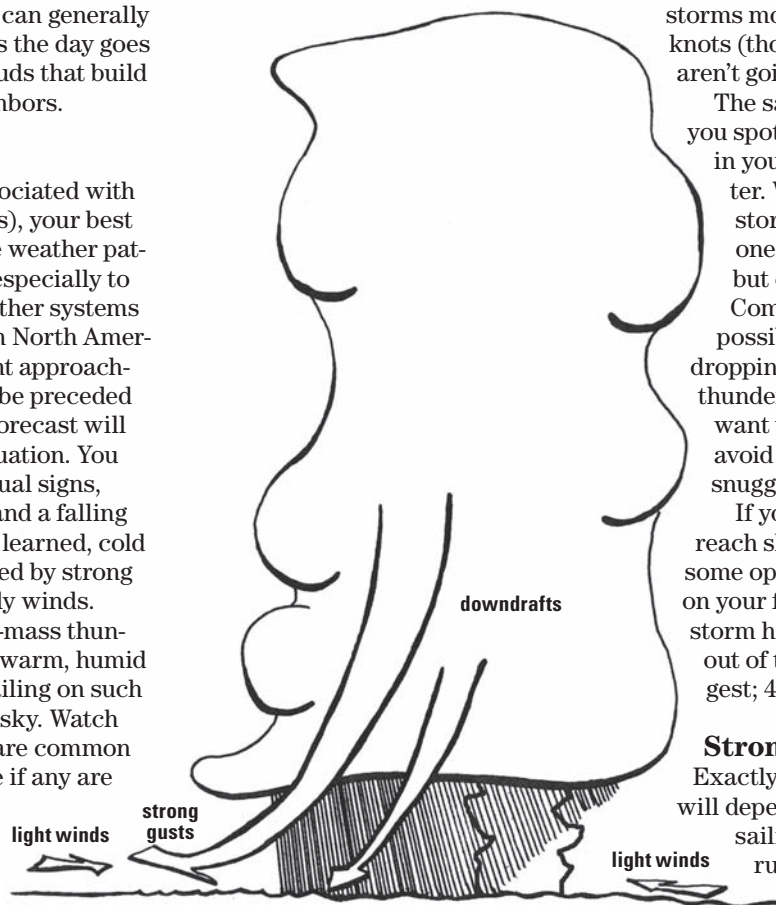 can generally
s the day goes
uds that build
nbors.
ociated with
s), your best
e weather pat-
especially to
ther systems
n North Amer-
nt approach-
be preceded
orecast will
uation. You
ual signs,
and a falling
learned, cold
ed by strong
ly winds.
-mass thun-
warm, humid
iling on such
sky. Watch
are common
e if any are
light winds
strong
gusts
downdrafts
light winds
storms mo
knots (tho
aren't goi
The sa
you spot
in you
ter. W
stor
one
but
Com
possi
droppin
thunder
want
avoid
snugg
If yo
reach sl
some op
on your f
storm h
out of t
gest; 4
Stron
Exactly
will depe
saili
ru